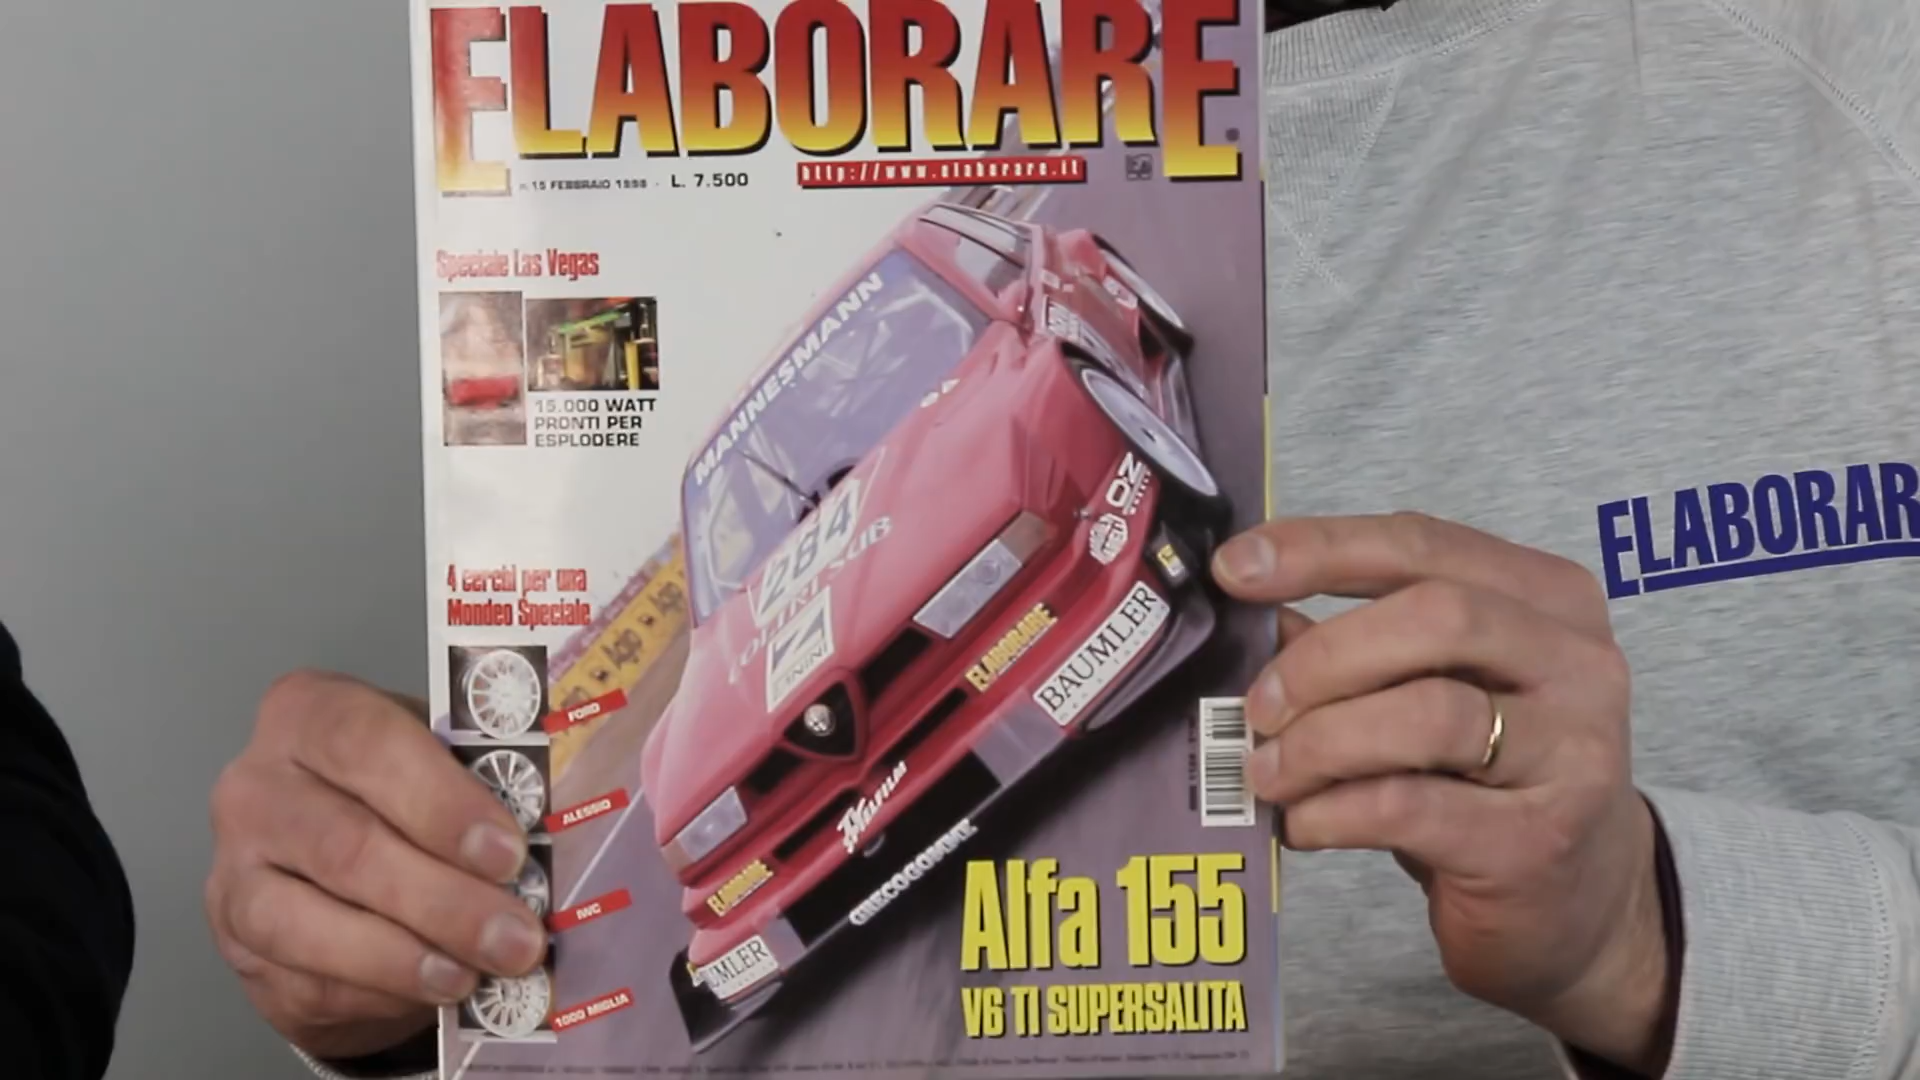 ELABORARE
n. 15 FEBBRAIO 1998 - L. 7.500
http://www.elaborare.it
Speciale Las Vegas
15.000 WATT
PRONTI PER
ESPLODERE
MANNESMANN
284
OZ
4 cerchi per una
Mondeo Speciale
FORD
ALESSIO
IWC
1000 MIGLIA
ELABORARE
BAUMLER
ELABORARE
GRECOGOMME
Alfa 155
V6 TI SUPERSALITA
ELABORAR